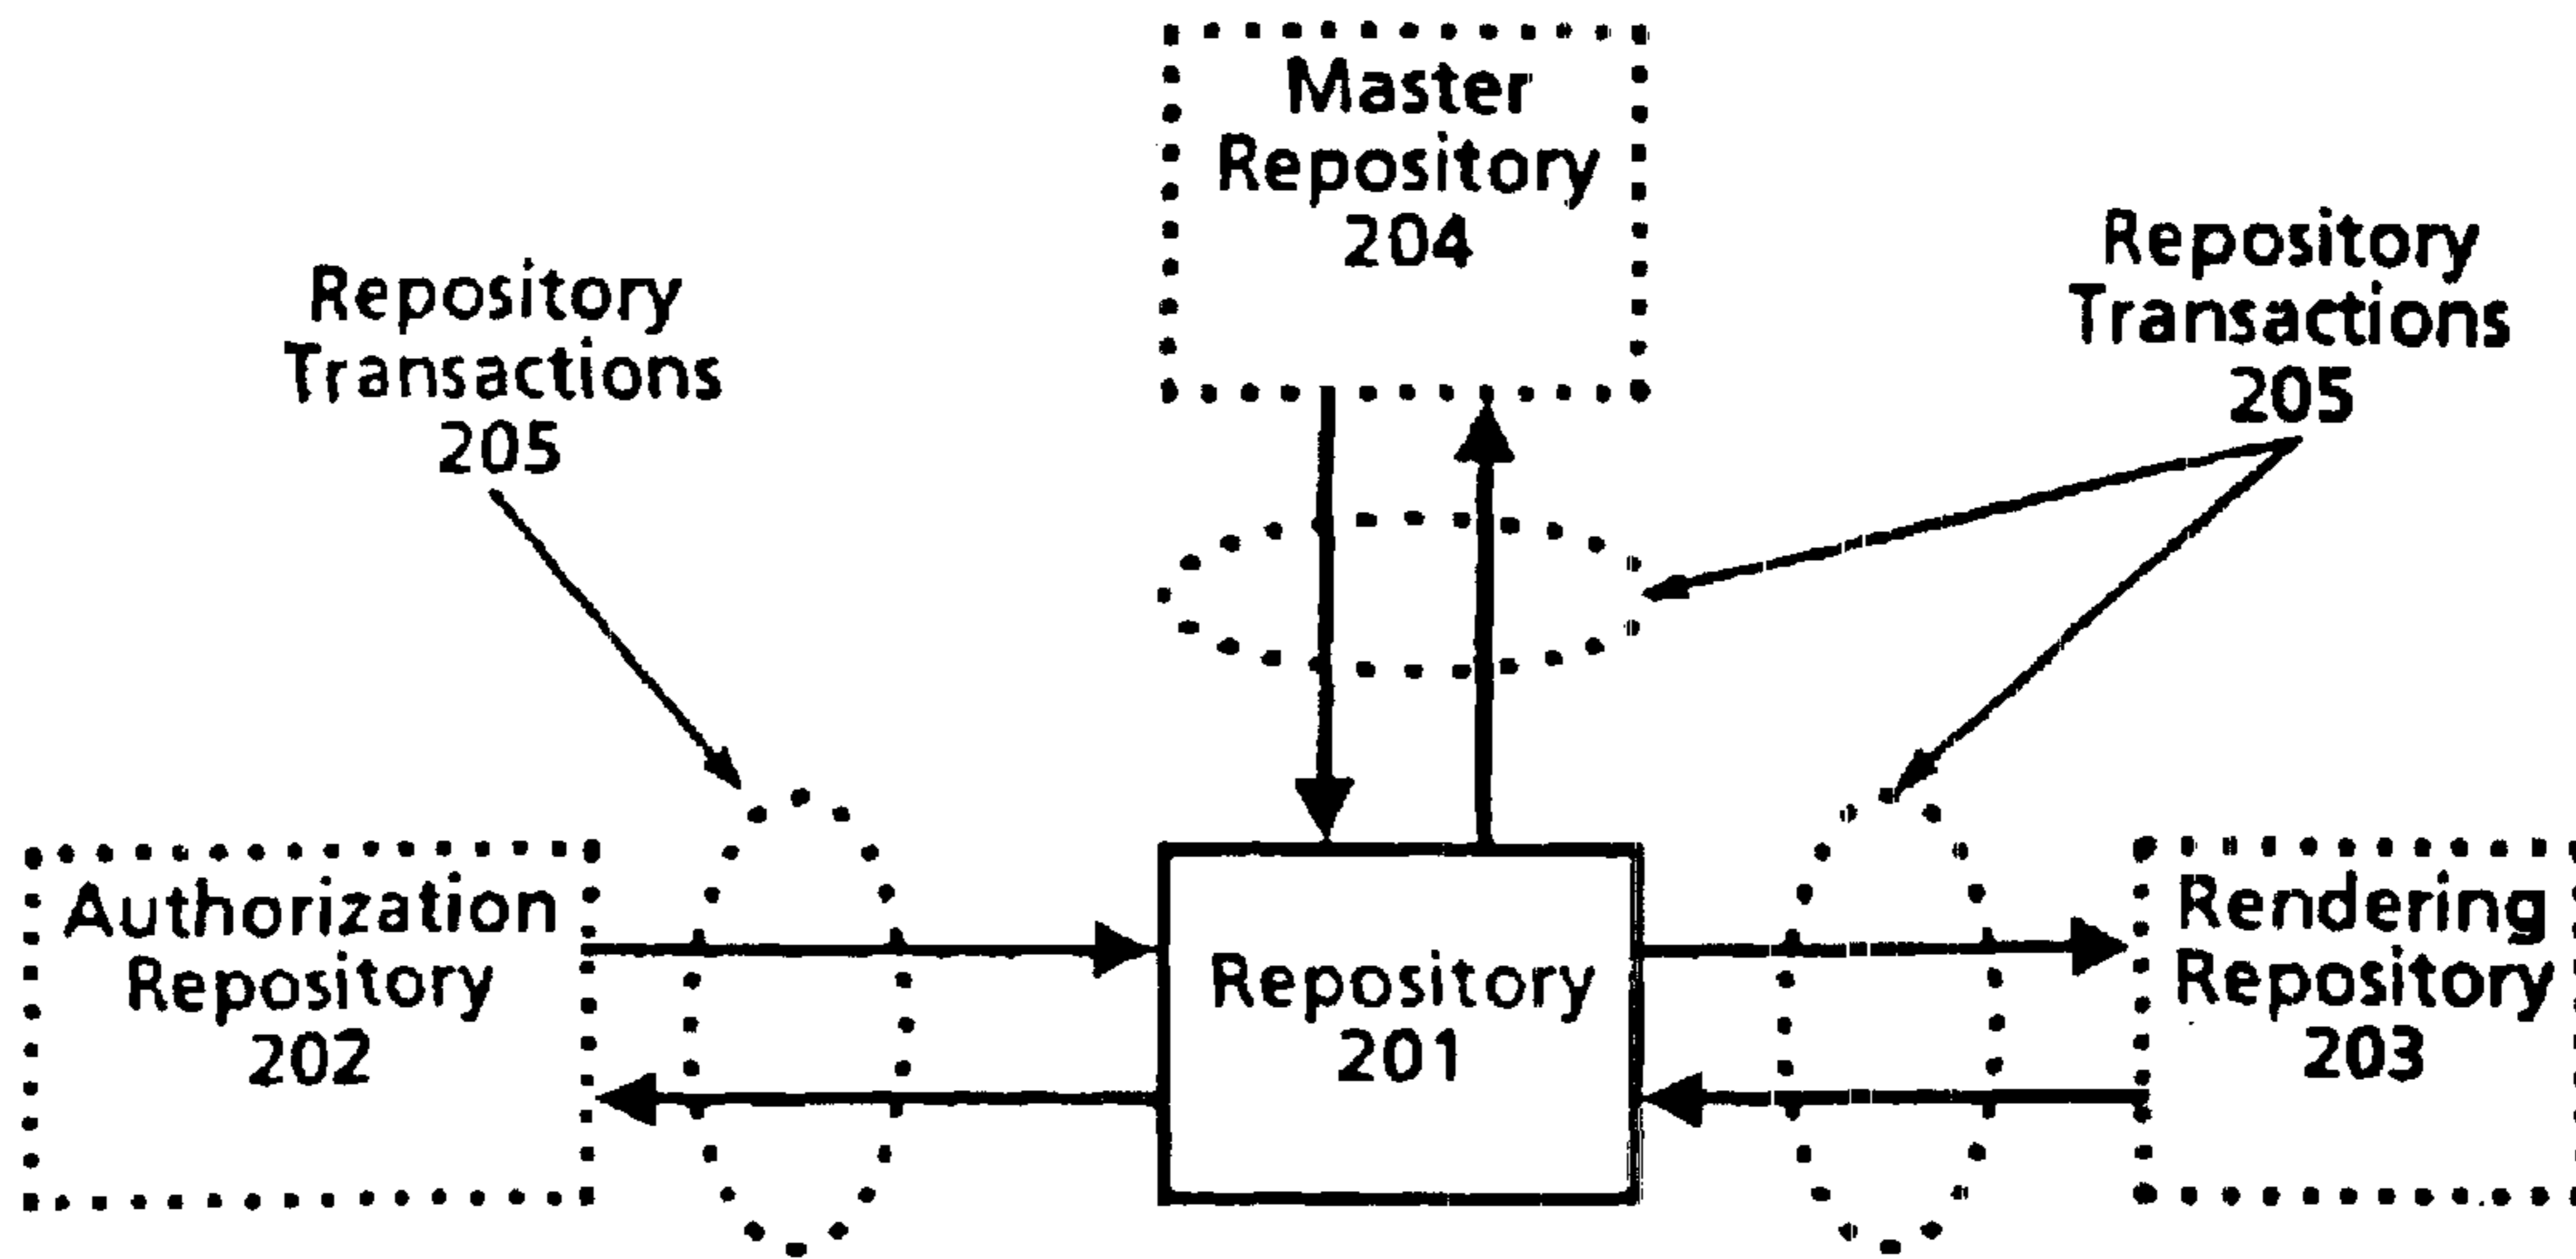 Master
Repository
204
Repository
Transactions
205
Repository
Transactions
205
Authorization
Repository
202
Repository
201
Rendering
Repository
203